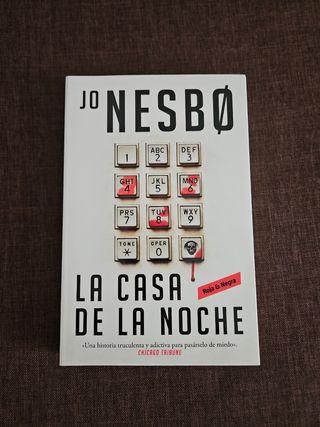 JO NESBØ
1 ABC 2 DEF 3
GHI 4 JKL 5 MNO 6
PRS 7 TUV 8 WXY 9
TONE * OPER 0
LA CASA
DE LA NOCHE
Roja & Negra
«Una historia truculenta y adictiva para pasárselo de miedo».
CHICAGO TRIBUNE